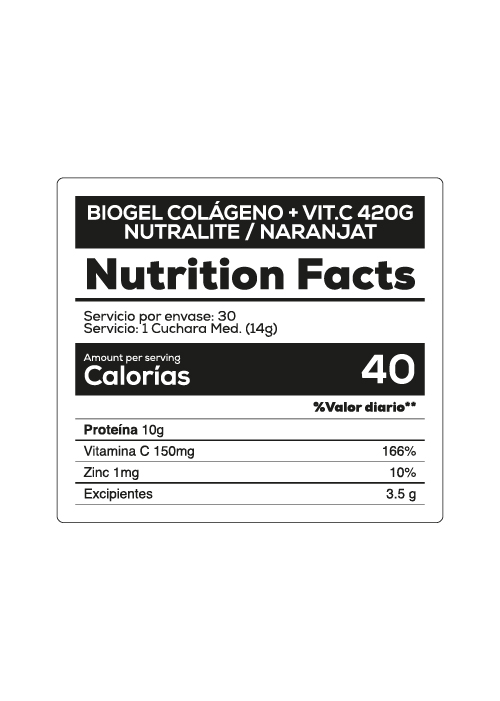 BIOGEL COLÁGENO + VIT.C 420G
NUTRALITE / NARANJAT
Nutrition Facts
Servicio por envase: 30
Servicio: 1 Cuchara Med. (14g)
Amount per serving
Calorías 40
%Valor diario**
Proteína 10g
Vitamina C 150mg 166%
Zinc 1mg 10%
Excipientes 3.5 g